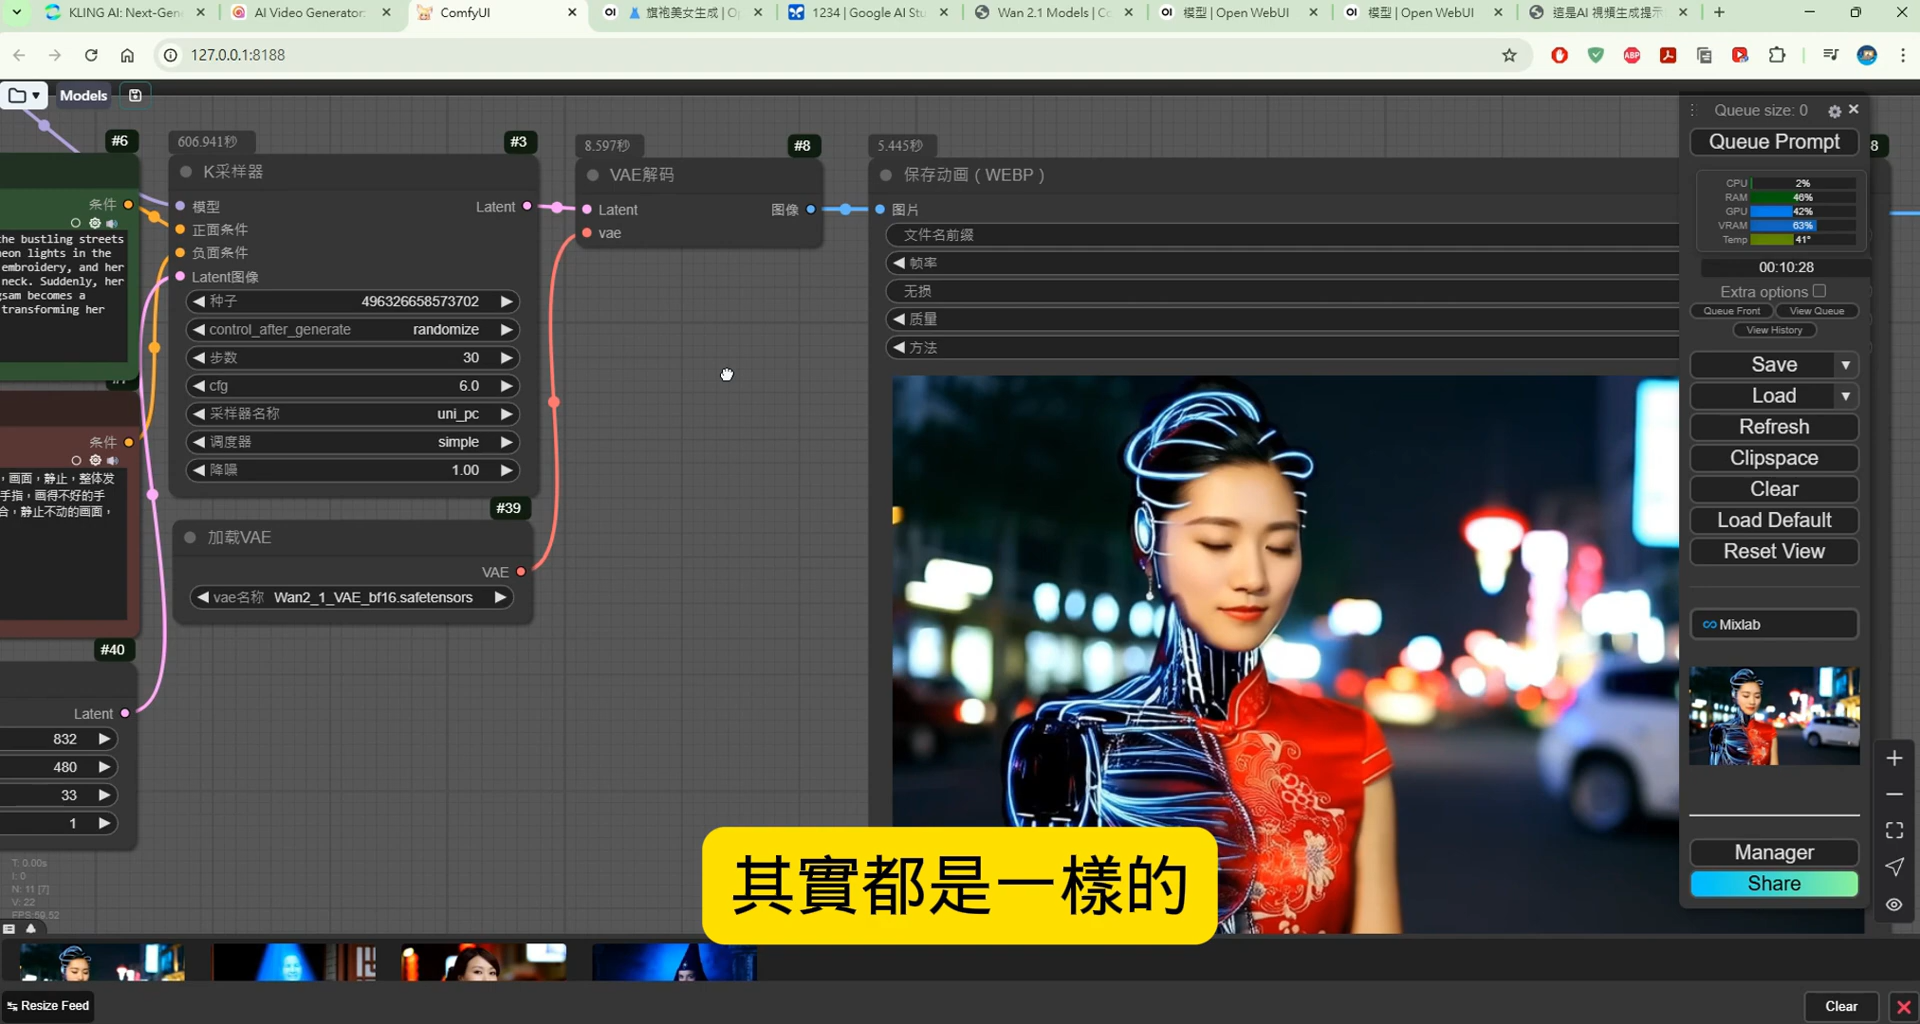 KLING AI: Next-Gen
AI Video Generator:
ComfyUI
旗袍美女生成 | O
1234 | Google AI Stu
Wan 2.1 Models | Co
模型 | Open WebUI
模型 | Open WebUI
這是AI 視頻生成提示
127.0.0.1:8188
Models
#6
条件
the bustling streets
eon lights in the
embroidery, and her
neck. Suddenly, her
gsam becomes a
transforming her
条件
，画面，静止，整体发
手指，画得不好的手
合，静止不动的画面，
#40
Latent
832
480
33
1
T: 0.00s
I: 0
N: 11 [7]
V: 22
FPS:59.52
606.941秒
#3
K采样器
模型
Latent
正面条件
负面条件
Latent图像
种子 496326658573702
control_after_generate randomize
步数 30
cfg 6.0
采样器名称 uni_pc
调度器 simple
降噪 1.00
#39
加载VAE
VAE
vae名称 Wan2_1_VAE_bf16.safetensors
8.597秒
#8
VAE解码
Latent 图像
vae
5.445秒
保存动画（WEBP）
图片
文件名前缀
帧率
无损
质量
方法
8
Queue size: 0
Queue Prompt
CPU 2%
RAM 46%
GPU 42%
VRAM 63%
Temp 41°
00:10:28
Extra options
Queue Front View Queue
View History
Save
Load
Refresh
Clipspace
Clear
Load Default
Reset View
Mixlab
Manager
Share
其實都是一樣的
Resize Feed
Clear